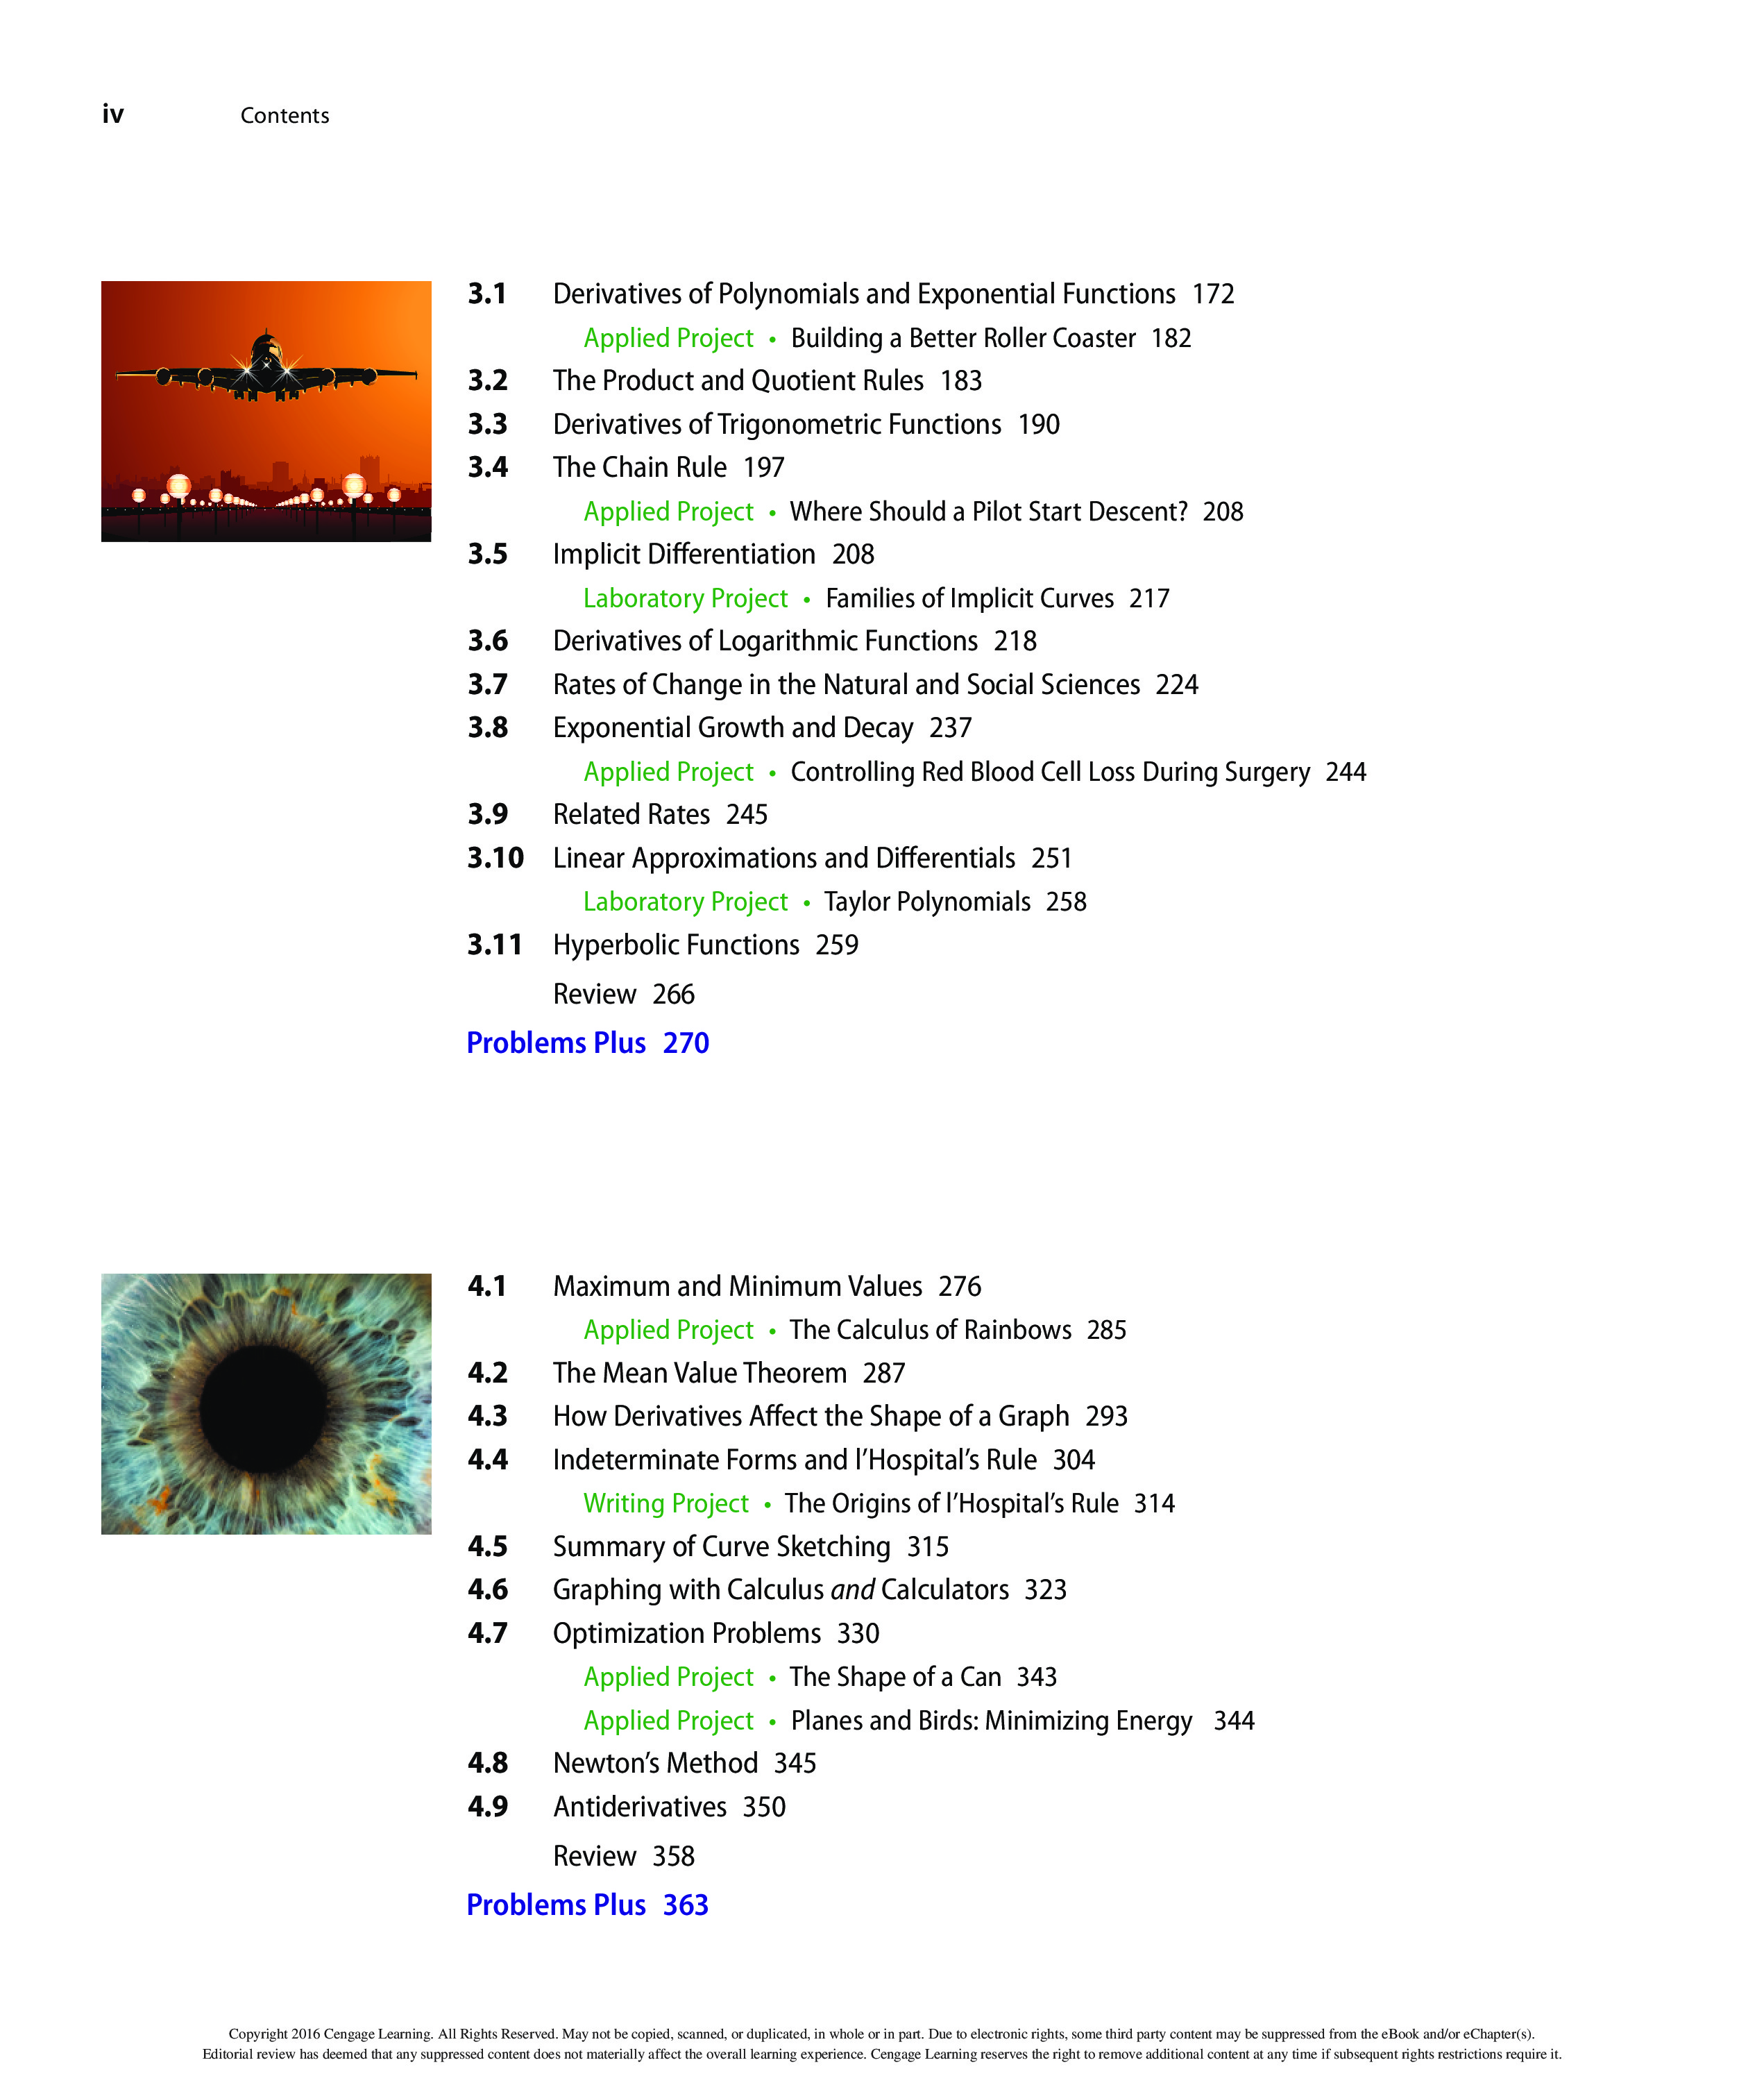 iv Contents
3.1 Derivatives of Polynomials and Exponential Functions 172
Applied Project • Building a Better Roller Coaster 182
3.2 The Product and Quotient Rules 183
3.3 Derivatives of Trigonometric Functions 190
3.4 The Chain Rule 197
Applied Project • Where Should a Pilot Start Descent? 208
3.5 Implicit Differentiation 208
Laboratory Project • Families of Implicit Curves 217
3.6 Derivatives of Logarithmic Functions 218
3.7 Rates of Change in the Natural and Social Sciences 224
3.8 Exponential Growth and Decay 237
Applied Project • Controlling Red Blood Cell Loss During Surgery 244
3.9 Related Rates 245
3.10 Linear Approximations and Differentials 251
Laboratory Project • Taylor Polynomials 258
3.11 Hyperbolic Functions 259
Review 266
Problems Plus 270
4.1 Maximum and Minimum Values 276
Applied Project • The Calculus of Rainbows 285
4.2 The Mean Value Theorem 287
4.3 How Derivatives Affect the Shape of a Graph 293
4.4 Indeterminate Forms and l’Hospital’s Rule 304
Writing Project • The Origins of l’Hospital’s Rule 314
4.5 Summary of Curve Sketching 315
4.6 Graphing with Calculus and Calculators 323
4.7 Optimization Problems 330
Applied Project • The Shape of a Can 343
Applied Project • Planes and Birds: Minimizing Energy 344
4.8 Newton’s Method 345
4.9 Antiderivatives 350
Review 358
Problems Plus 363
Copyright 2016 Cengage Learning. All Rights Reserved. May not be copied, scanned, or duplicated, in whole or in part. Due to electronic rights, some third party content may be suppressed from the eBook and/or eChapter(s).
Editorial review has deemed that any suppressed content does not materially affect the overall learning experience. Cengage Learning reserves the right to remove additional content at any time if subsequent rights restrictions require it.